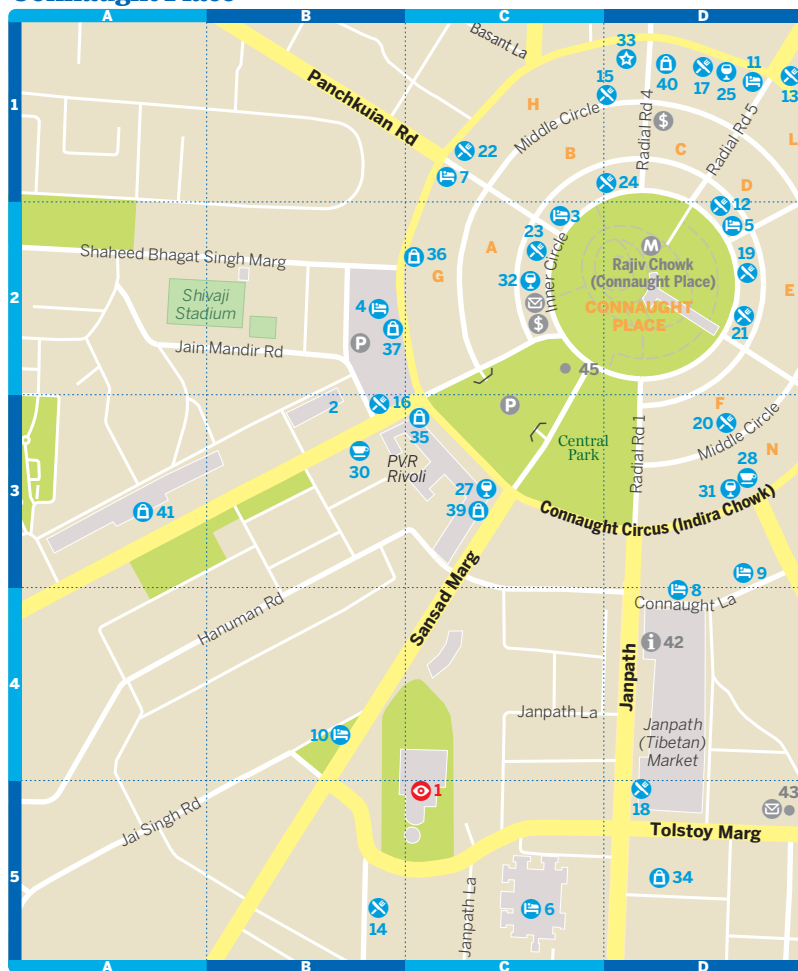 Connaught Place
A
B
C
D
1
2
3
4
5
Basant La
33
40
17
25
11
13
15
H
Panchkuian Rd
Middle Circle
Radial Rd 4
$
Radial Rd 5
L
22
B
C
7
24
D
12
3
5
23
A
36
G
Shaheed Bhagat Singh Marg
M
Rajiv Chowk
(Connaught Place)
19
32
Inner Circle
E
Shivaji
Stadium
4
CONNAUGHT
PLACE
$
21
37
P
Jain Mandir Rd
45
2
16
P
F
35
20
Middle Circle
Central
Park
Radial Rd 1
N
30
PVR
Rivoli
28
27
31
39
41
Connaught Circus (Indira Chowk)
Sansad Marg
9
8
Connaught La
Hanuman Rd
i
42
Janpath
Janpath La
Janpath
(Tibetan)
Market
10
1
18
43
Jai Singh Rd
Tolstoy Marg
34
Janpath La
6
14
A
B
C
D